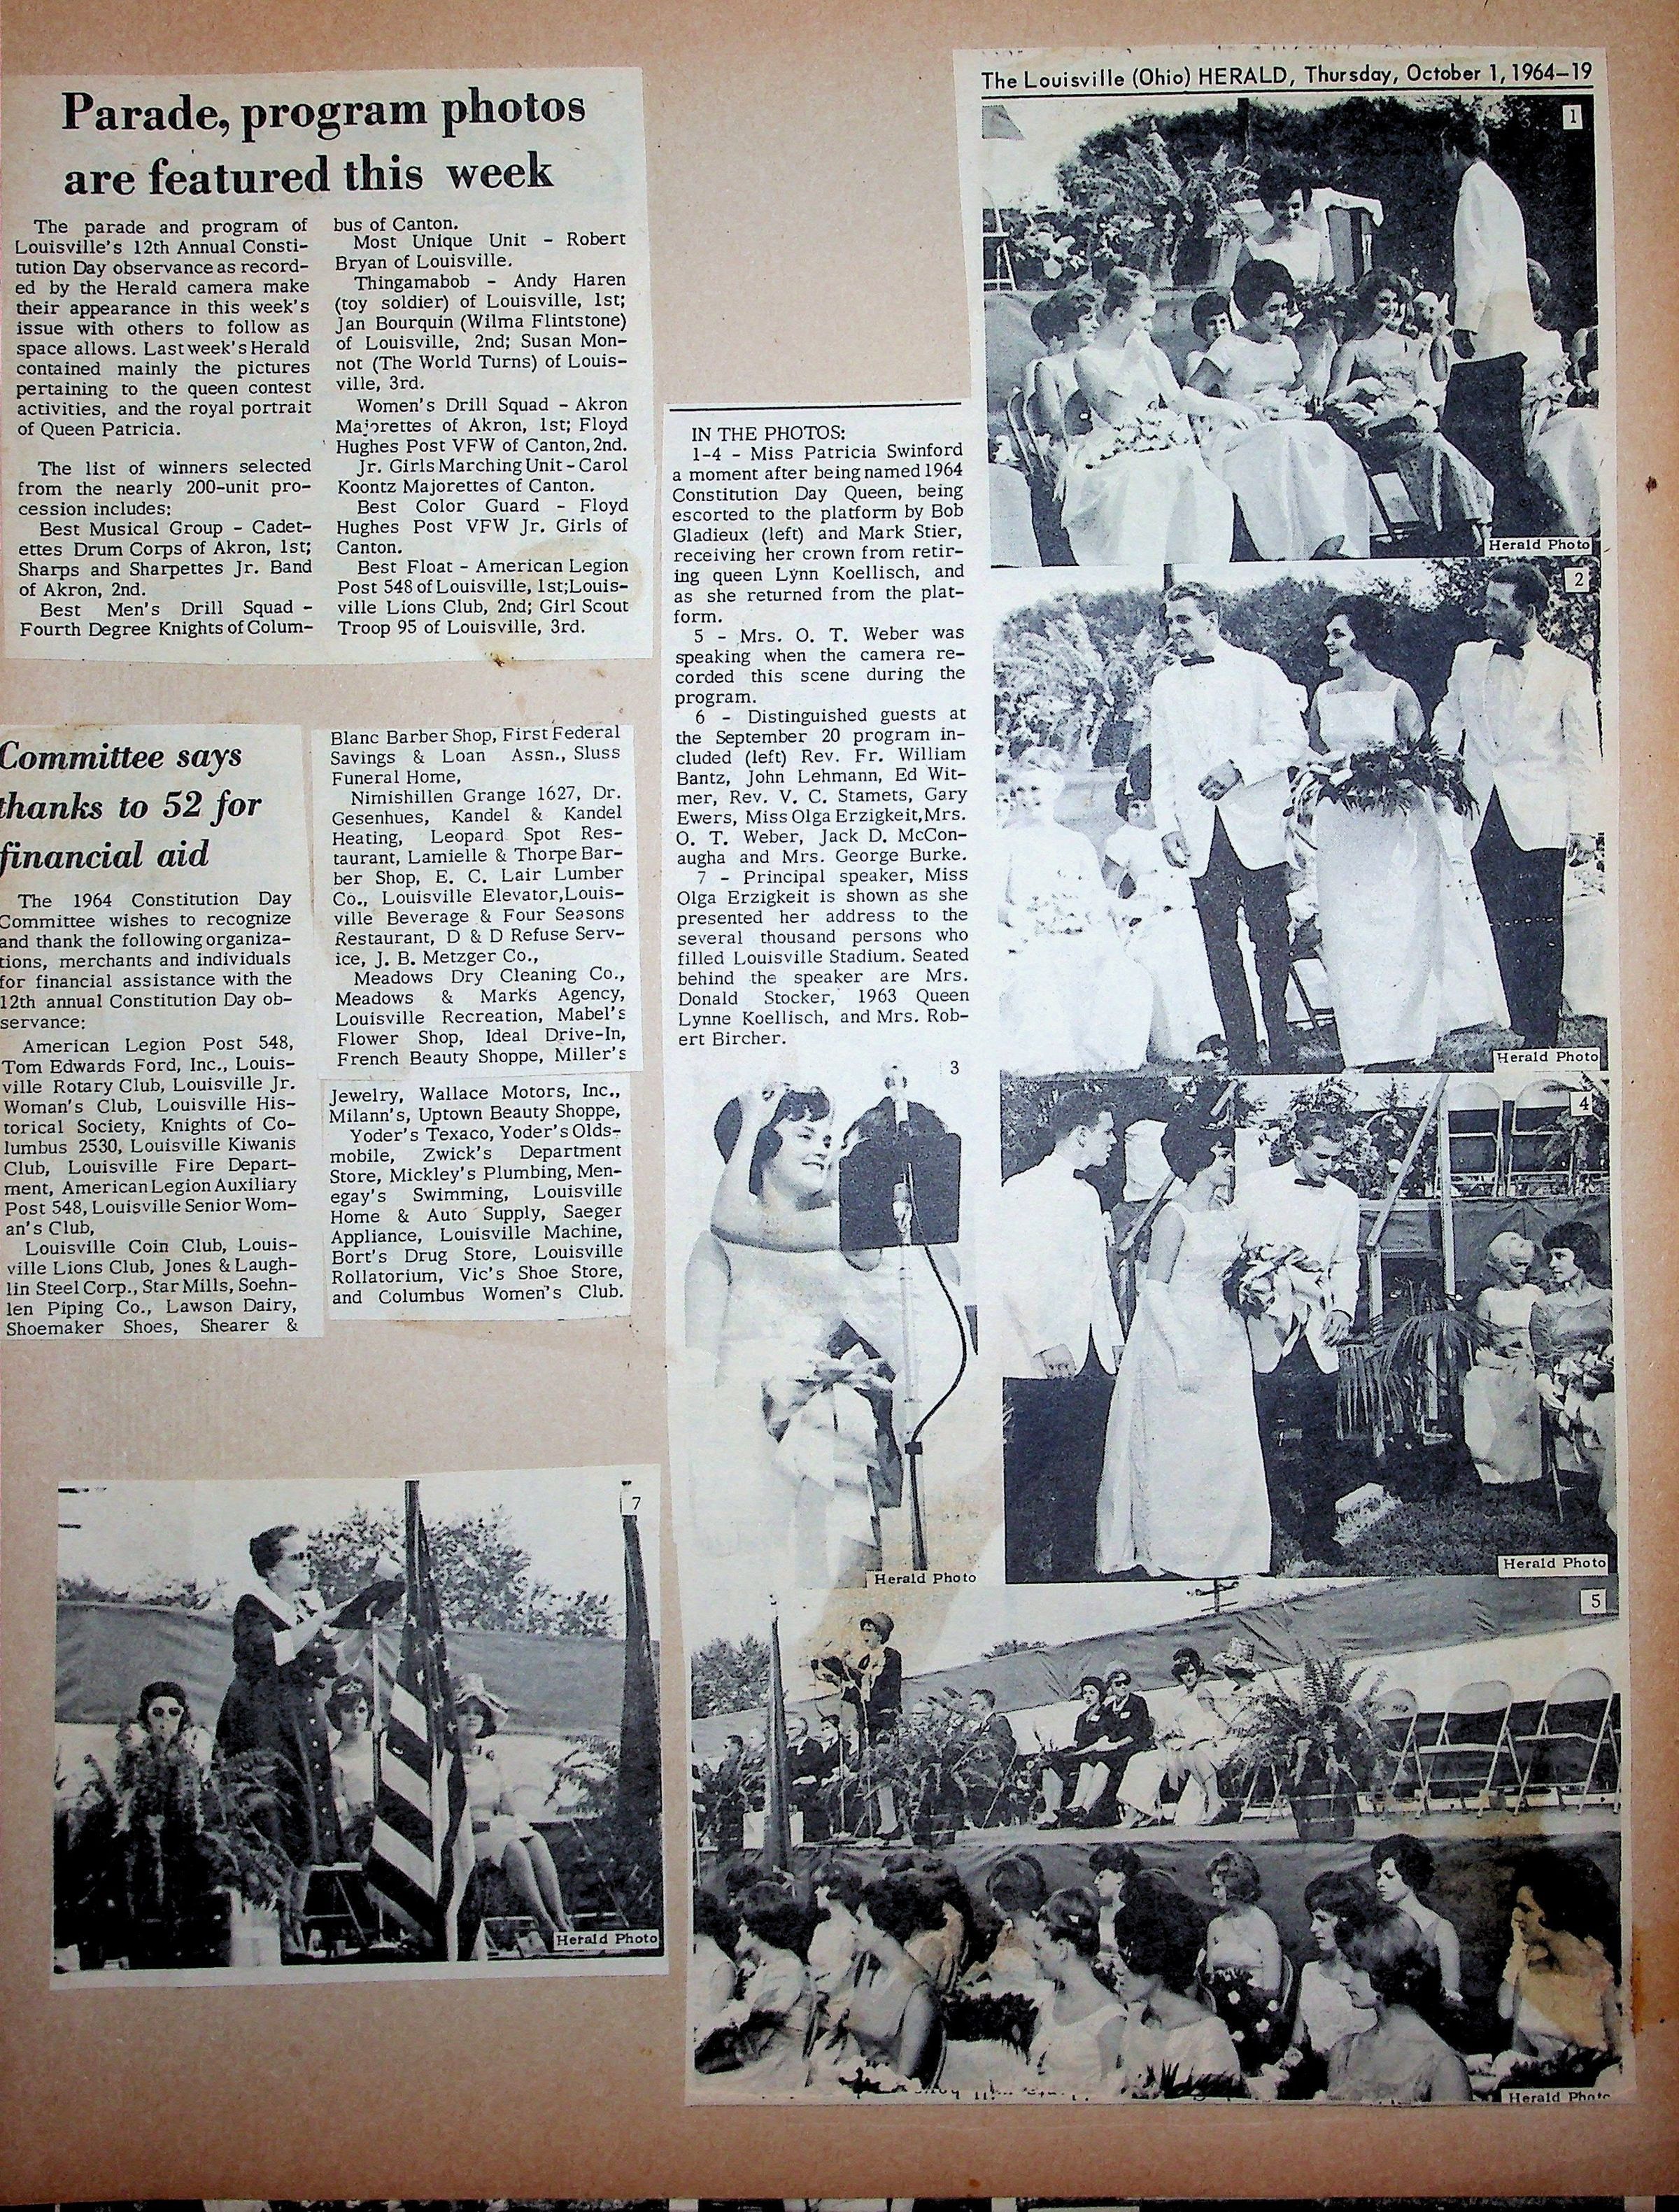 Parade, program photos
are featured this week
The parade and program of
Louisville's 12th Annual Consti-
tution Day observance as record-
ed by the Herald camera make
their appearance in this week's
issue with others to follow as
space allows. Last week's Herald
contained mainly the pictures
pertaining to the queen contest
activities, and the royal portrait
of Queen Patricia.
The list of winners selected
from the nearly 200-unit pro-
cession includes:
Best Musical Group - Cadet-
ettes Drum Corps of Akron, 1st;
Sharps and Sharpettes Jr. Band
of Akron, 2nd.
Best Men's Drill Squad -
Fourth Degree Knights of Colum-
bus of Canton.
Most Unique Unit - Robert
Bryan of Louisville.
Thingamabob - Andy Haren
(toy soldier) of Louisville, 1st;
Jan Bourquin (Wilma Flintstone)
of Louisville, 2nd; Susan Mon-
not (The World Turns) of Louis-
ville, 3rd.
Women's Drill Squad - Akron
Majorettes of Akron, 1st; Floyd
Hughes Post VFW of Canton, 2nd.
Jr. Girls Marching Unit - Carol
Koontz Majorettes of Canton.
Best Color Guard - Floyd
Hughes Post VFW Jr. Girls of
Canton.
Best Float - American Legion
Post 548 of Louisville, 1st; Louis-
ville Lions Club, 2nd; Girl Scout
Troop 95 of Louisville, 3rd.
Committee says
thanks to 52 for
financial aid
The 1964 Constitution Day
Committee wishes to recognize
and thank the following organiza-
tions, merchants and individuals
for financial assistance with the
12th annual Constitution Day ob-
servance:
American Legion Post 548,
Tom Edwards Ford, Inc., Louis-
ville Rotary Club, Louisville Jr.
Woman's Club, Louisville His-
torical Society, Knights of Co-
lumbus 2530, Louisville Kiwanis
Club, Louisville Fire Depart-
ment, American Legion Auxiliary
Post 548, Louisville Senior Wom-
an's Club,
Louisville Coin Club, Louis-
ville Lions Club, Jones & Laugh-
lin Steel Corp., Star Mills, Soehn-
len Piping Co., Lawson Dairy,
Shoemaker Shoes, Shearer &
Blanc Barber Shop, First Federal
Savings & Loan Assn., Sluss
Funeral Home,
Nimishillen Grange 1627, Dr.
Gesenhues, Kandel & Kandel
Heating, Leopard Spot Res-
taurant, Lamielle & Thorpe Bar-
ber Shop, E. C. Lair Lumber
Co., Louisville Elevator, Louis-
ville Beverage & Four Seasons
Restaurant, D & D Refuse Serv-
ice, J. B. Metzger Co.,
Meadows Dry Cleaning Co.,
Meadows & Marks Agency,
Louisville Recreation, Mabel's
Flower Shop, Ideal Drive-In,
French Beauty Shoppe, Miller's
Jewelry, Wallace Motors, Inc.,
Milann's, Uptown Beauty Shoppe,
Yoder's Texaco, Yoder's Olds-
mobile, Zwick's Department
Store, Mickley's Plumbing, Men-
egay's Swimming, Louisville
Home & Auto Supply, Saeger
Appliance, Louisville Machine,
Bort's Drug Store, Louisville
Rollatorium, Vic's Shoe Store,
and Columbus Women's Club.
7
Herald Photo
IN THE PHOTOS:
1-4 - Miss Patricia Swinford
a moment after being named 1964
Constitution Day Queen, being
escorted to the platform by Bob
Gladieux (left) and Mark Stier,
receiving her crown from retir-
ing queen Lynn Koellisch, and
as she returned from the plat-
form.
5 - Mrs. O. T. Weber was
speaking when the camera re-
corded this scene during the
program.
6 - Distinguished guests at
the September 20 program in-
cluded (left) Rev. Fr. William
Bantz, John Lehmann, Ed Wit-
mer, Rev. V. C. Stamets, Gary
Ewers, Miss Olga Erzigkeit, Mrs.
O. T. Weber, Jack D. McCon-
augha and Mrs. George Burke.
7 - Principal speaker, Miss
Olga Erzigkeit is shown as she
presented her address to the
several thousand persons who
filled Louisville Stadium. Seated
behind the speaker are Mrs.
Donald Stocker, 1963 Queen
Lynne Koellisch, and Mrs. Rob-
ert Bircher.
3
Herald Photo
The Louisville (Ohio) HERALD, Thursday, October 1, 1964-19
1
Herald Photo
2
Herald Photo
4
Herald Photo
5
Herald Photo